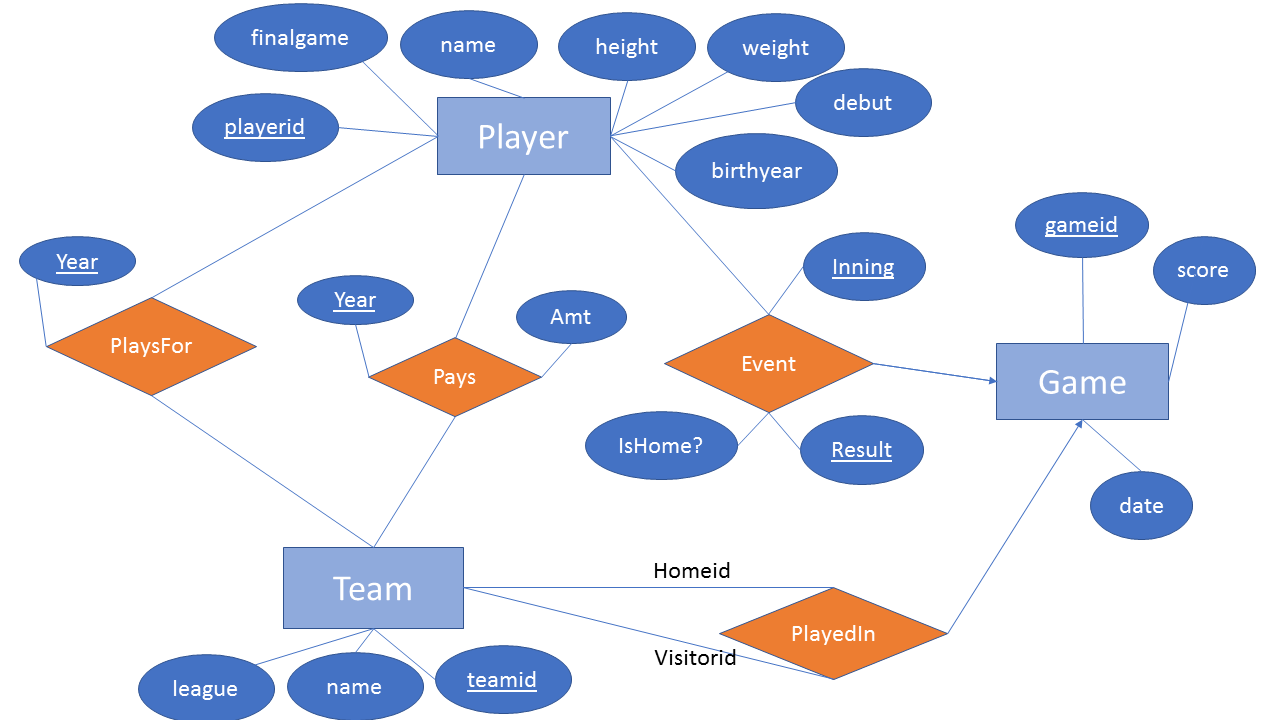 finalgame
name
height
weight
debut
playerid
Player
birthyear
gameid
Year
Inning
score
Year
Amt
PlaysFor
Pays
Event
Game
IsHome?
Result
date
Homeid
Team
PlayedIn
Visitorid
league
name
teamid